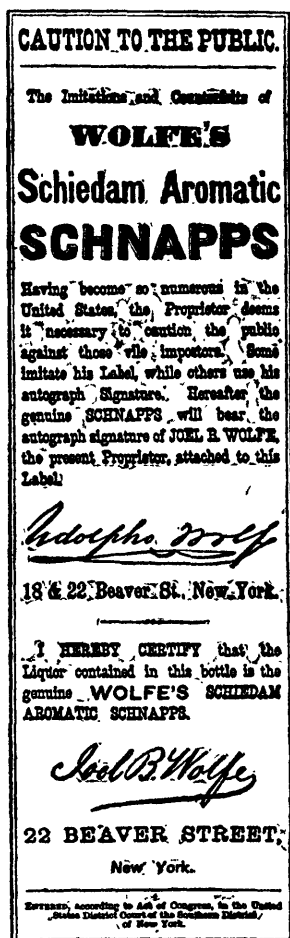 CAUTION TO THE PUBLIC.
The Imitations and Counterfeits of
WOLFE'S
Schiedam Aromatic
SCHNAPPS
Having become so numerous in the
United States, the Proprietor deems
it necessary to caution the public
against those vile impostors. Some
imitate his Label, while others use his
autograph Signature. Hereafter the
genuine SCHNAPPS will bear the
autograph signature of JOEL B. WOLFE,
the present Proprietor, attached to this
Label.
Udolpho Wolfe
18 & 22 Beaver St., New York.
I HEREBY CERTIFY that the
Liquor contained in this bottle is the
genuine WOLFE'S SCHIEDAM
AROMATIC SCHNAPPS.
Joel B. Wolfe
22 BEAVER STREET,
New York.
ENTERED, according to Act of Congress, in the United
States District Court of the Southern District
of New York.